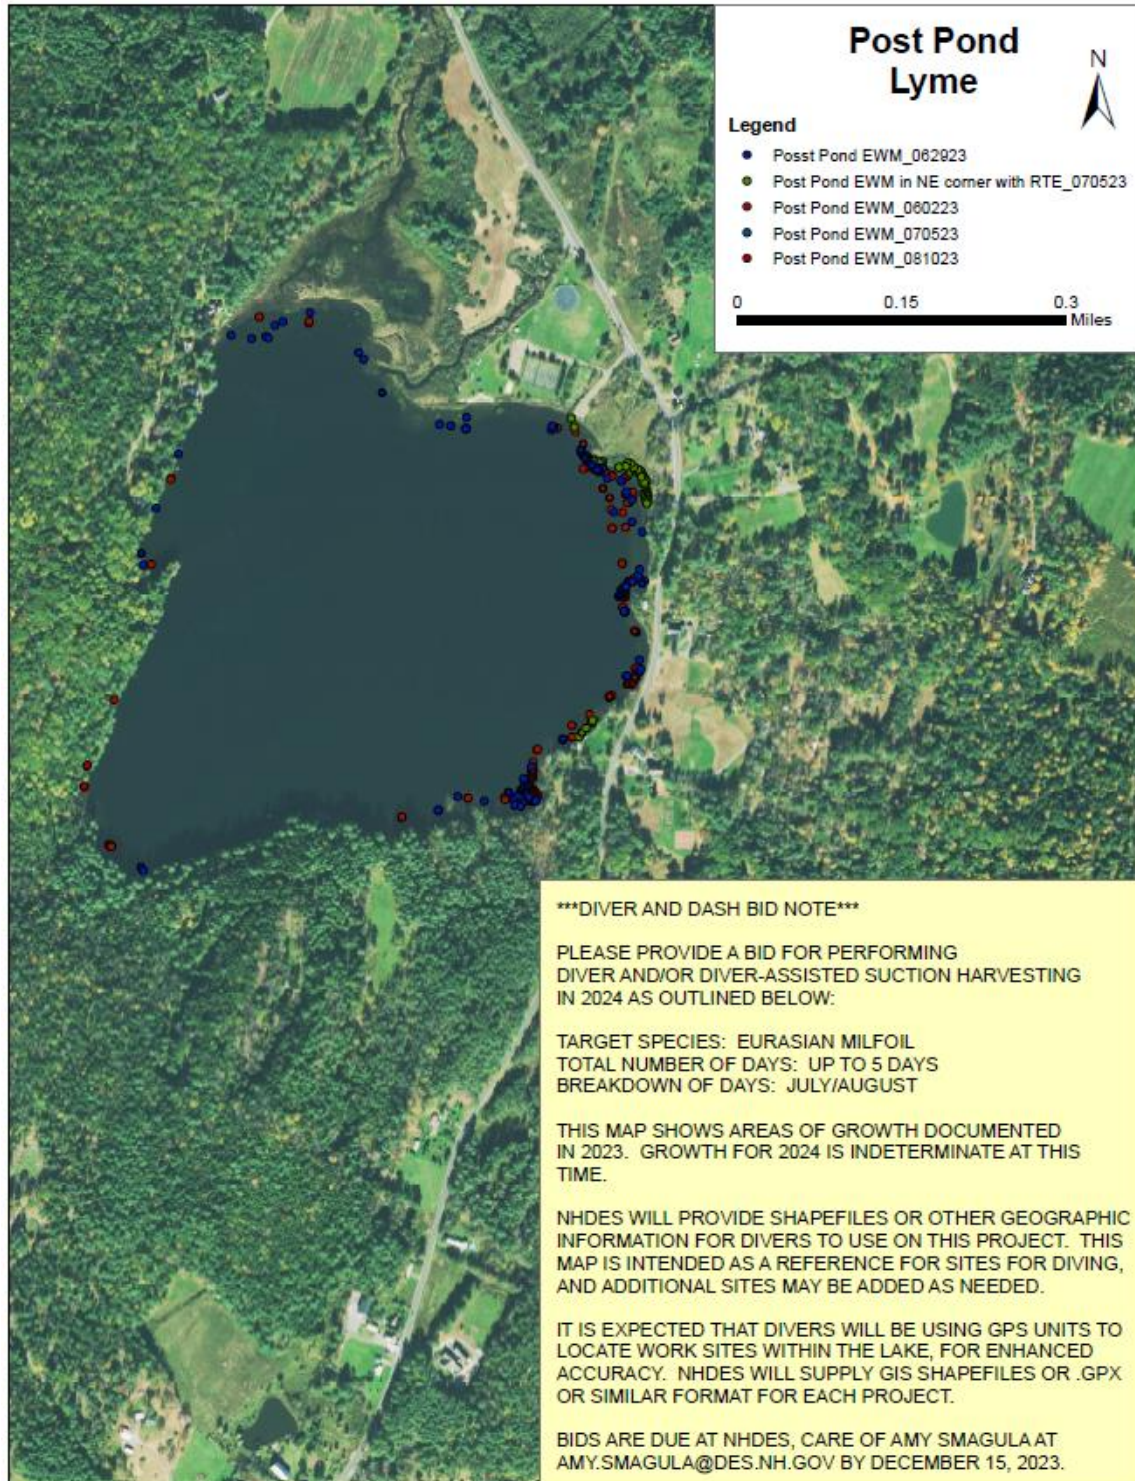 Post Pond
Lyme
N
Legend
Posst Pond EWM_062923
Post Pond EWM in NE corner with RTE_070523
Post Pond EWM_060223
Post Pond EWM_070523
Post Pond EWM_081023
0 0.15 0.3
Miles
***DIVER AND DASH BID NOTE***
PLEASE PROVIDE A BID FOR PERFORMING
DIVER AND/OR DIVER-ASSISTED SUCTION HARVESTING
IN 2024 AS OUTLINED BELOW:
TARGET SPECIES: EURASIAN MILFOIL
TOTAL NUMBER OF DAYS: UP TO 5 DAYS
BREAKDOWN OF DAYS: JULY/AUGUST
THIS MAP SHOWS AREAS OF GROWTH DOCUMENTED
IN 2023. GROWTH FOR 2024 IS INDETERMINATE AT THIS
TIME.
NHDES WILL PROVIDE SHAPEFILES OR OTHER GEOGRAPHIC
INFORMATION FOR DIVERS TO USE ON THIS PROJECT. THIS
MAP IS INTENDED AS A REFERENCE FOR SITES FOR DIVING,
AND ADDITIONAL SITES MAY BE ADDED AS NEEDED.
IT IS EXPECTED THAT DIVERS WILL BE USING GPS UNITS TO
LOCATE WORK SITES WITHIN THE LAKE, FOR ENHANCED
ACCURACY. NHDES WILL SUPPLY GIS SHAPEFILES OR .GPX
OR SIMILAR FORMAT FOR EACH PROJECT.
BIDS ARE DUE AT NHDES, CARE OF AMY SMAGULA AT
AMY.SMAGULA@DES.NH.GOV BY DECEMBER 15, 2023.